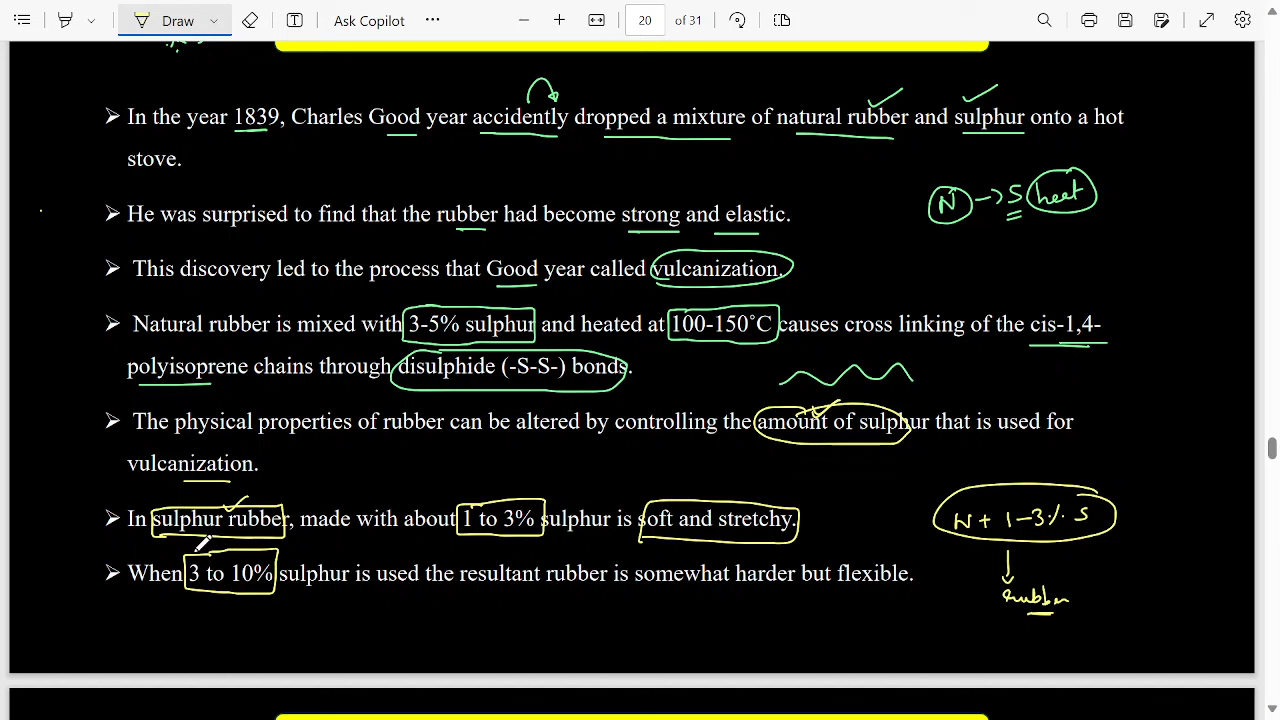 Draw
Ask Copilot
20 of 31
➢ In the year 1839, Charles Good year accidently dropped a mixture of natural rubber and sulphur onto a hot
stove.
N → S heet
➢ He was surprised to find that the rubber had become strong and elastic.
➢ This discovery led to the process that Good year called vulcanization.
➢ Natural rubber is mixed with 3-5% sulphur and heated at 100-150˚C causes cross linking of the cis-1,4-
polyisoprene chains through disulphide (-S-S-) bonds.
➢ The physical properties of rubber can be altered by controlling the amount of sulphur that is used for
vulcanization.
➢ In sulphur rubber, made with about 1 to 3% sulphur is soft and stretchy.
N + 1-3% S
➢ When 3 to 10% sulphur is used the resultant rubber is somewhat harder but flexible.
rubber